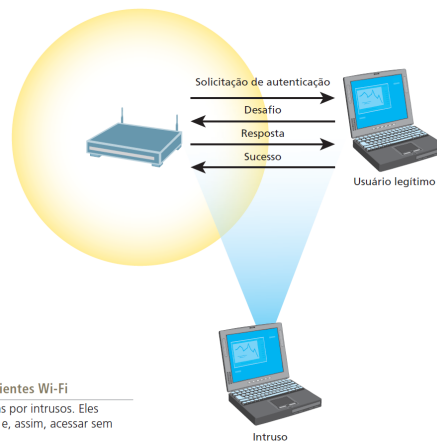 Solicitação de autenticação
Desafio
Resposta
Sucesso
Usuário legítimo
ientes Wi-Fi
s por intrusos. Eles
e, assim, acessar sem
Intruso